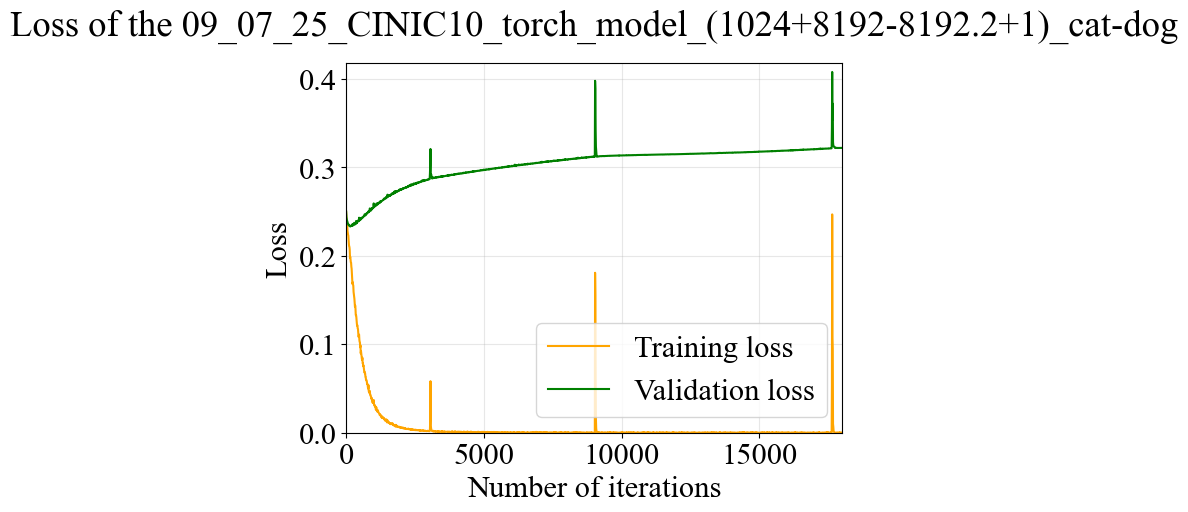 Loss of the 09_07_25_CINIC10_torch_model_(1024+8192-8192.2+1)_cat-dog
0.4
0.3
0.2
0.1
0.0
Loss
Training loss
Validation loss
0 5000 10000 15000
Number of iterations